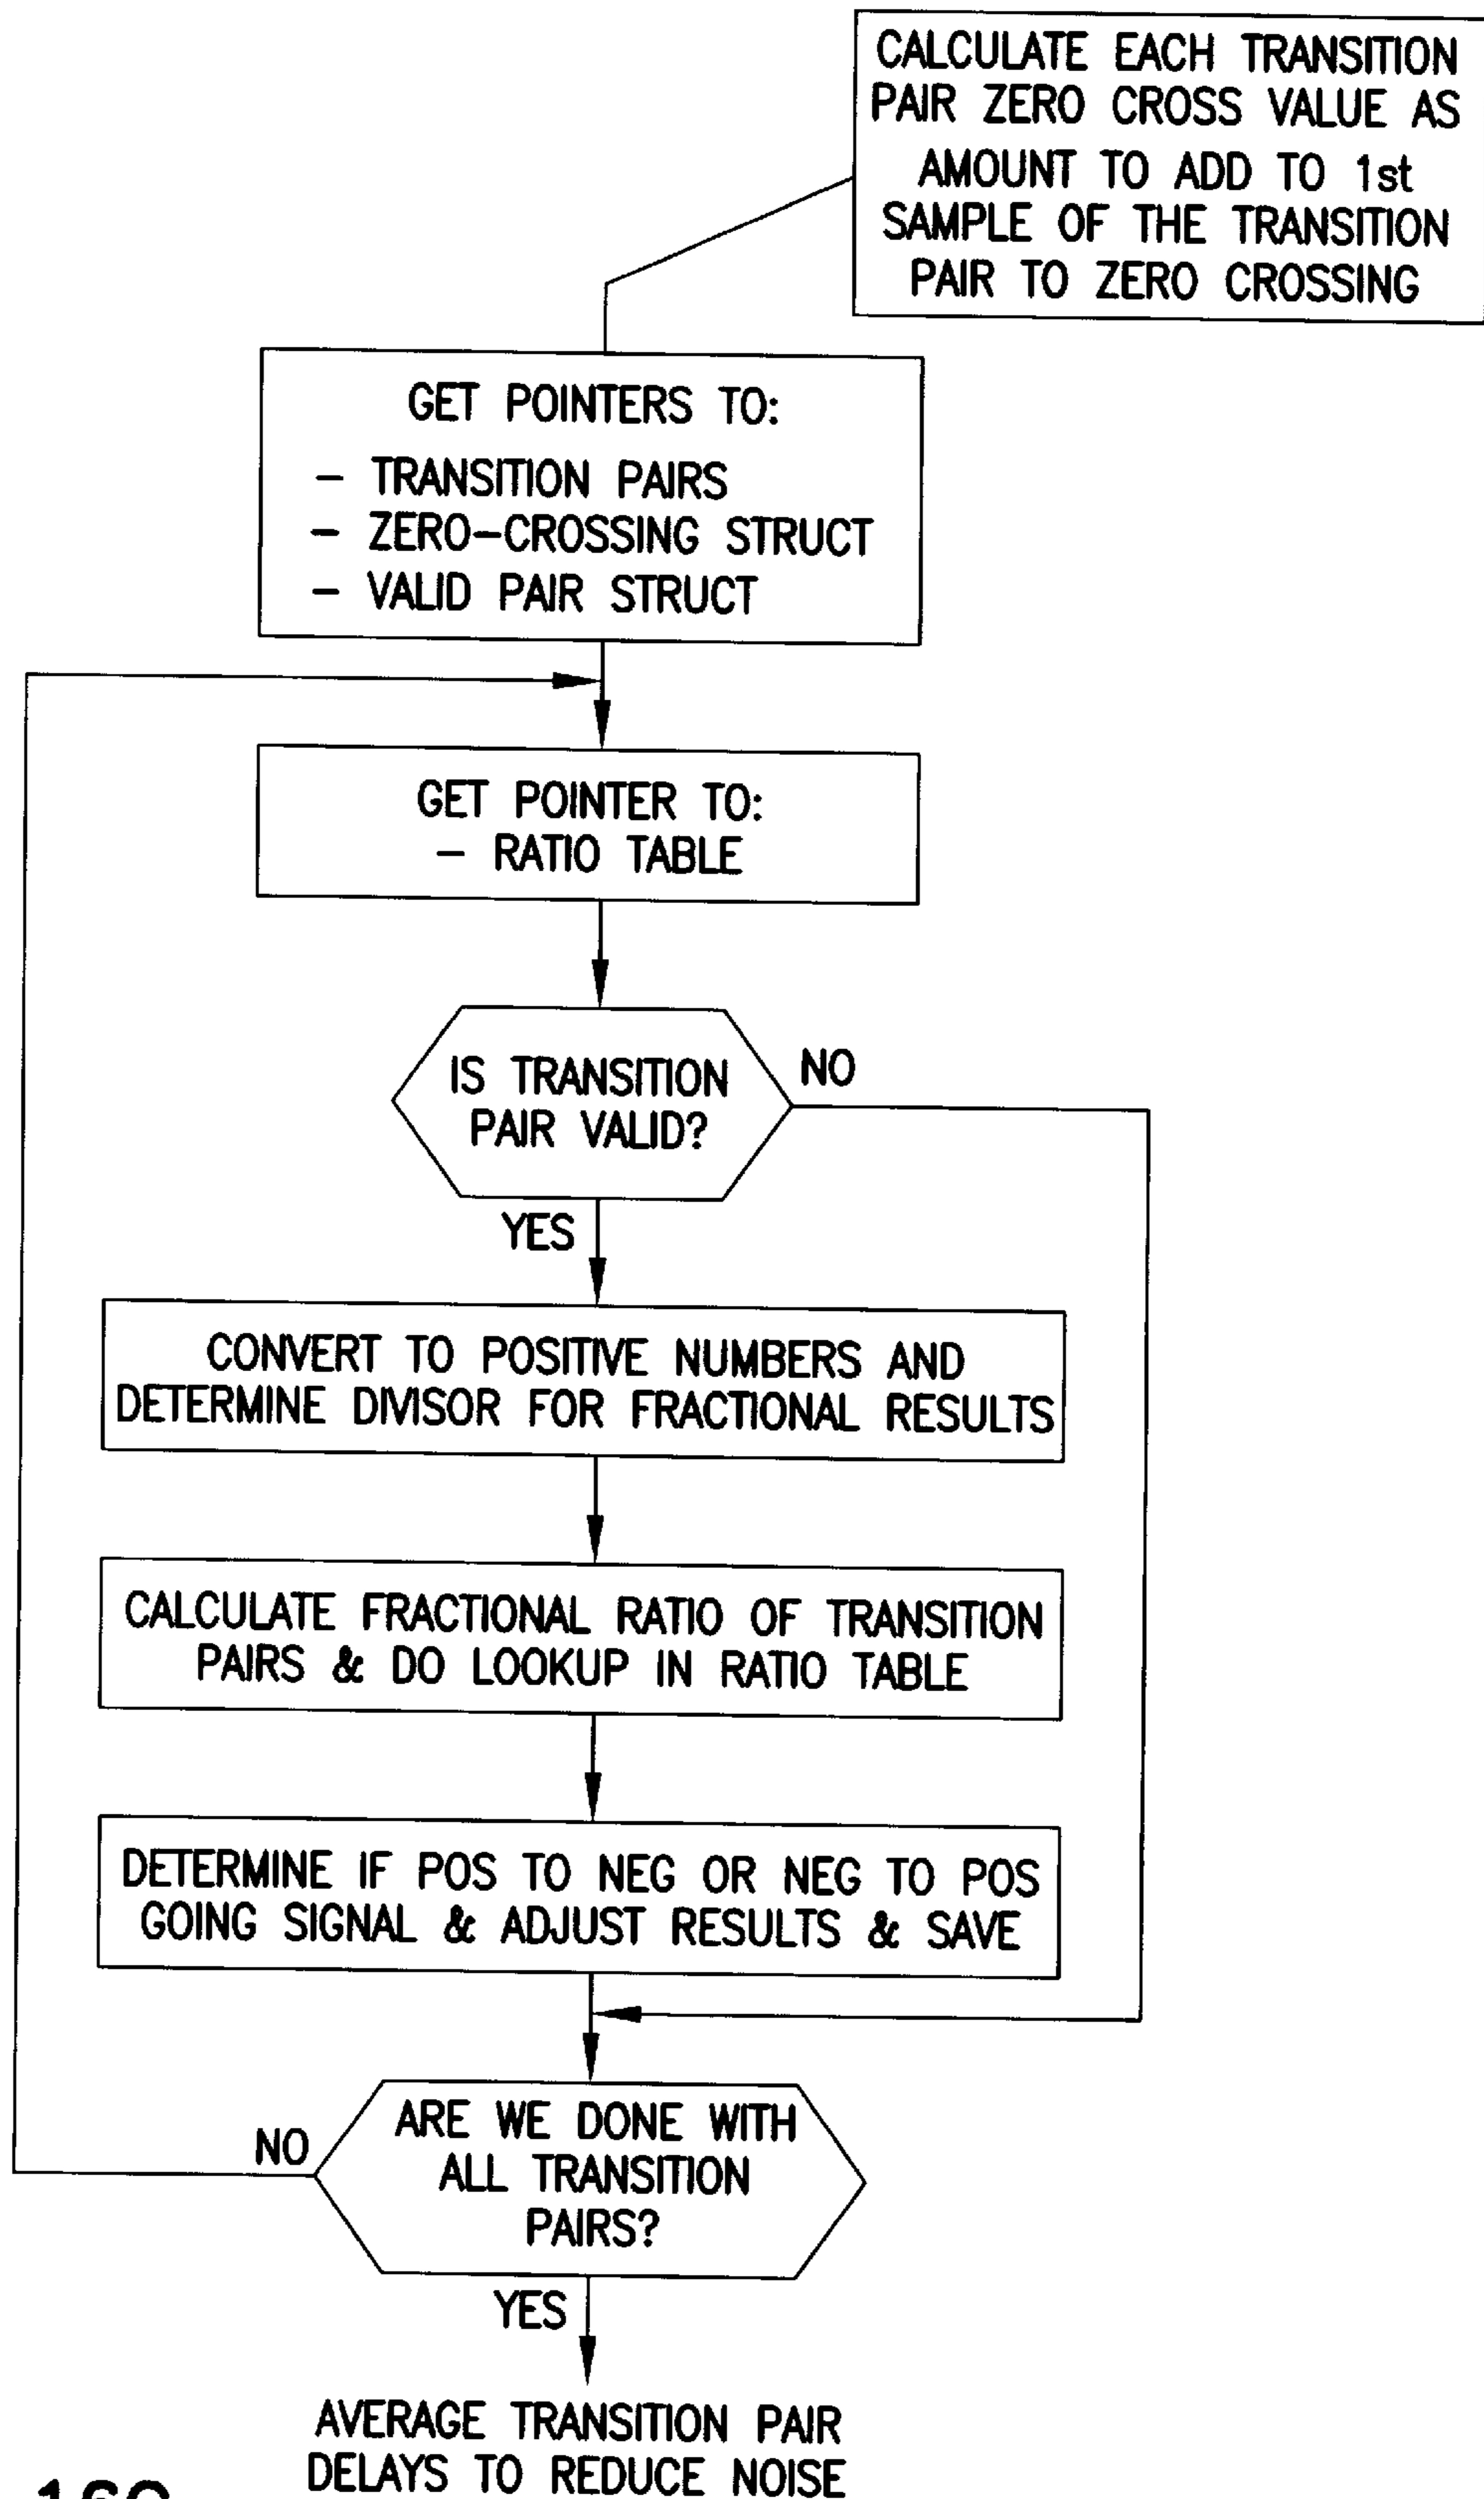 CALCULATE EACH TRANSITION
PAIR ZERO CROSS VALUE AS
AMOUNT TO ADD TO 1st
SAMPLE OF THE TRANSITION
PAIR TO ZERO CROSSING
GET POINTERS TO:
- TRANSITION PAIRS
- ZERO-CROSSING STRUCT
- VALID PAIR STRUCT
GET POINTER TO:
- RATIO TABLE
IS TRANSITION
PAIR VALID?
NO
YES
CONVERT TO POSITIVE NUMBERS AND
DETERMINE DIVISOR FOR FRACTIONAL RESULTS
CALCULATE FRACTIONAL RATIO OF TRANSITION
PAIRS & DO LOOKUP IN RATIO TABLE
DETERMINE IF POS TO NEG OR NEG TO POS
GOING SIGNAL & ADJUST RESULTS & SAVE
ARE WE DONE WITH
ALL TRANSITION
PAIRS?
NO
YES
AVERAGE TRANSITION PAIR
DELAYS TO REDUCE NOISE